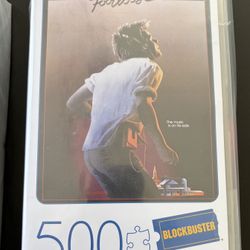 Footloose
The music
is on his side.
500
BLOCKBUSTER